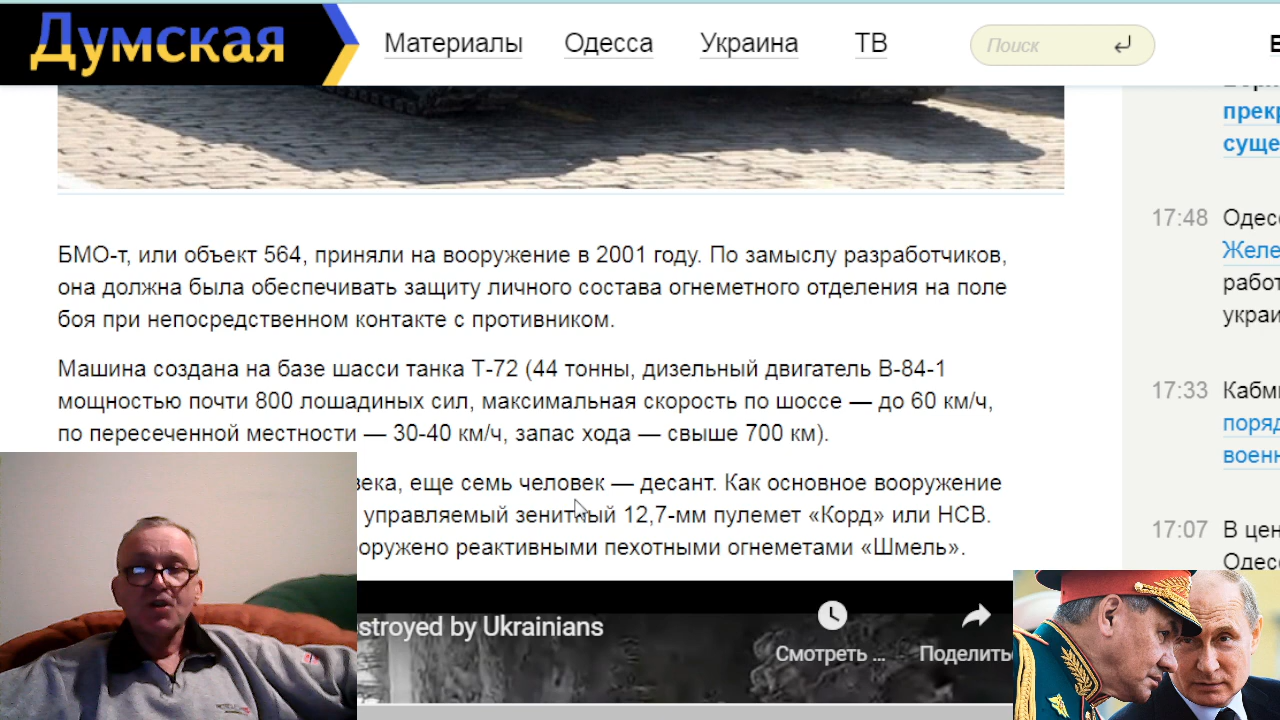 Думская
Материалы
Одесса
Украина
ТВ
Поиск
БМО-т, или объект 564, приняли на вооружение в 2001 году. По замыслу разработчиков,
она должна была обеспечивать защиту личного состава огнеметного отделения на поле
боя при непосредственном контакте с противником.
Машина создана на базе шасси танка Т-72 (44 тонны, дизельный двигатель В-84-1
мощностью почти 800 лошадиных сил, максимальная скорость по шоссе — до 60 км/ч,
по пересеченной местности — 30-40 км/ч, запас хода — свыше 700 км).
века, еще семь человек — десант. Как основное вооружение
управляемый зенитный 12,7-мм пулемет «Корд» или НСВ.
оружено реактивными пехотными огнеметами «Шмель».
stroyed by Ukrainians
Смотреть ...
Поделить
прек
суще
17:48 Одес
Желе
работ
украи
17:33 Кабм
поряд
воен
17:07 В цен
Одес